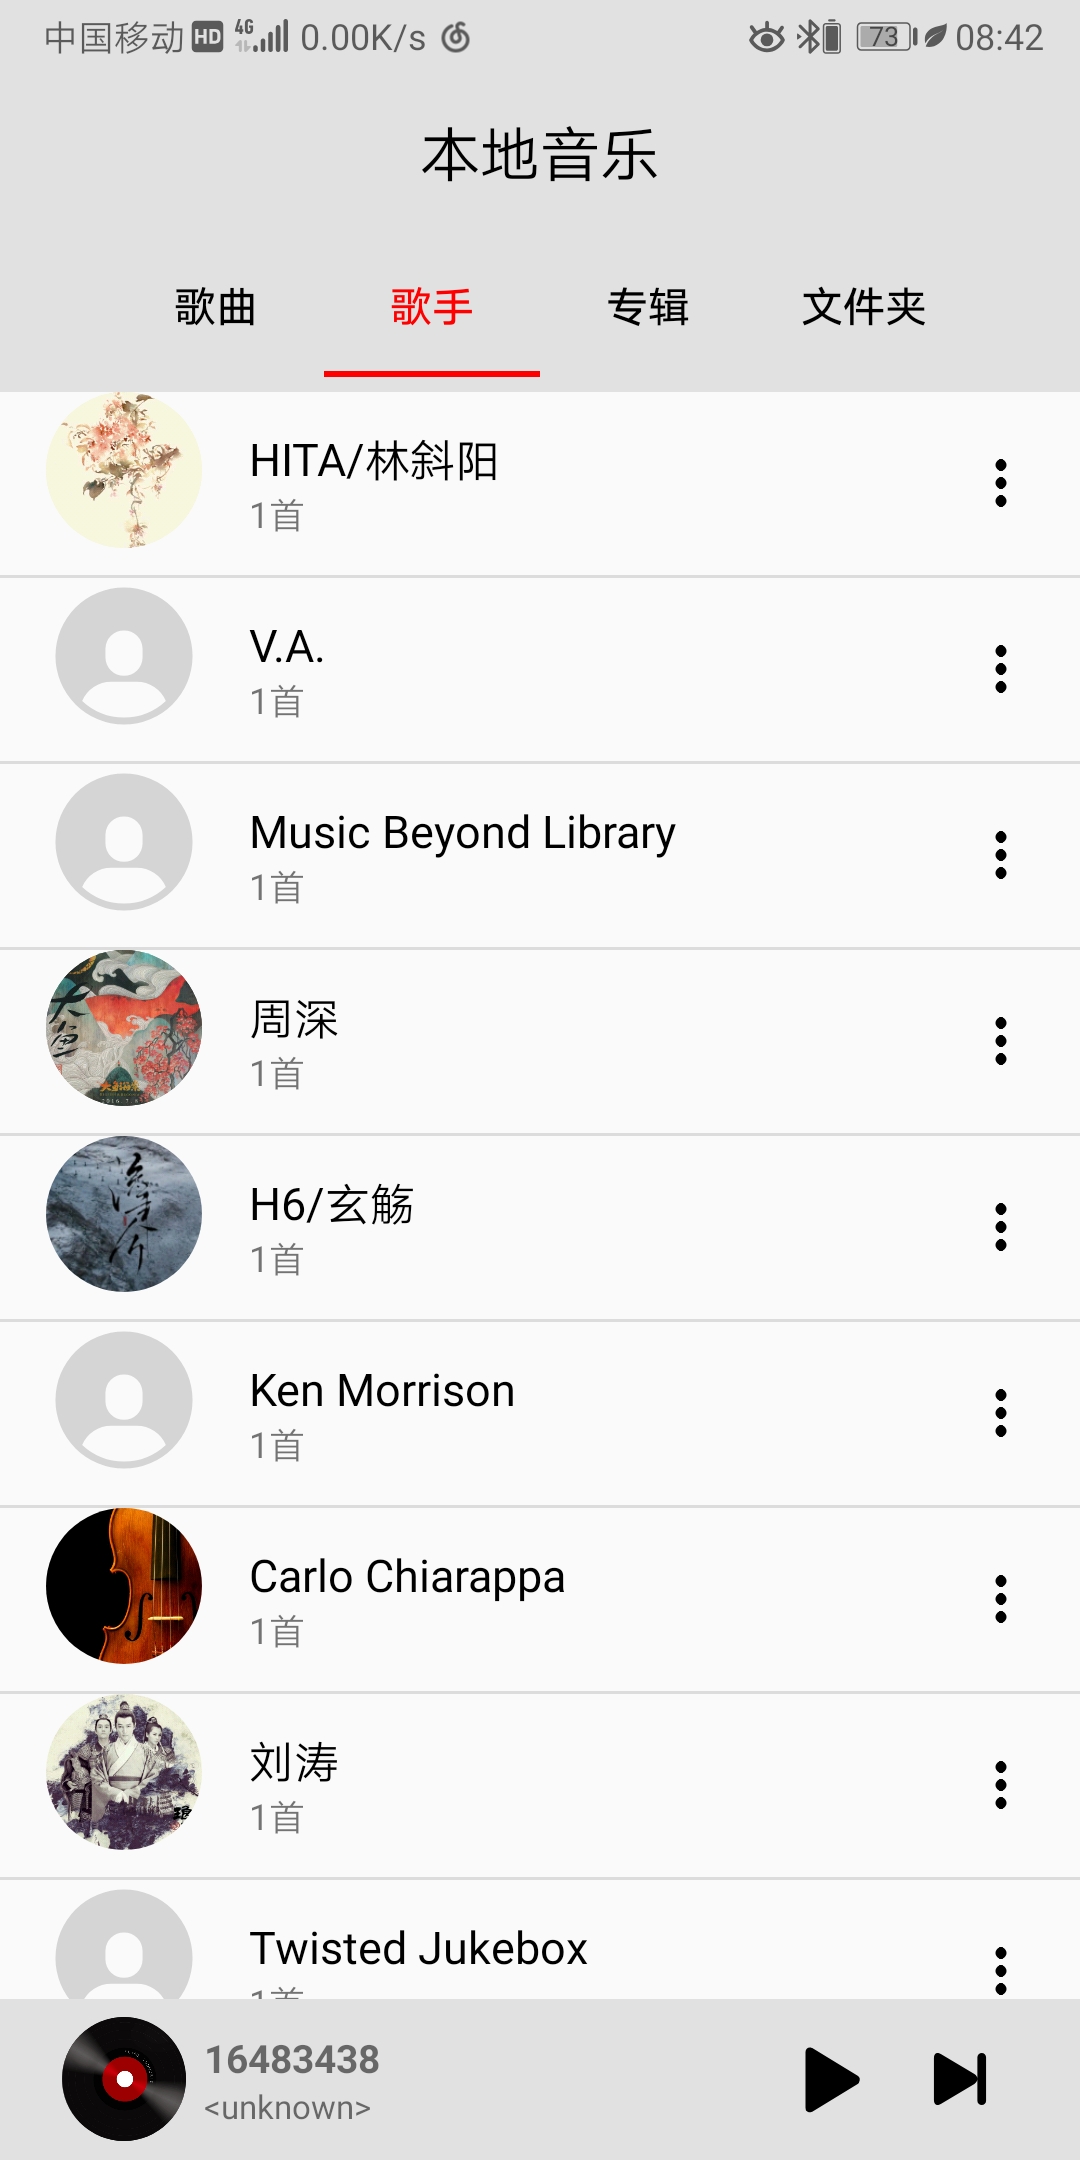 中国移动 HD 4G 0.00K/s 73 08:42
本地音乐
歌曲 歌手 专辑 文件夹
HITA/林斜阳
1首
V.A.
1首
Music Beyond Library
1首
周深
1首
H6/玄觞
1首
Ken Morrison
1首
Carlo Chiarappa
1首
刘涛
1首
Twisted Jukebox
1首
16483438
<unknown>